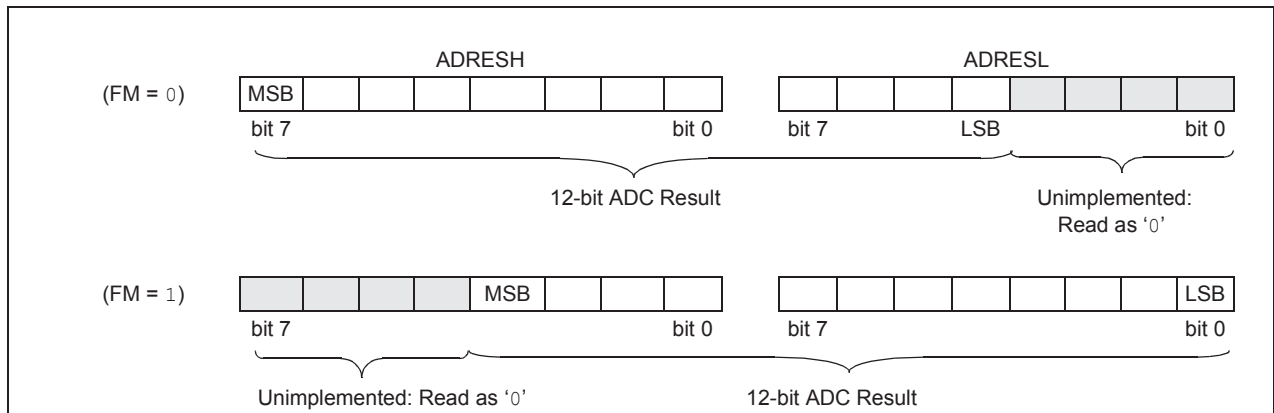 ADRESH ADRESL
(FM = 0) MSB
bit 7 bit 0 bit 7 LSB bit 0
12-bit ADC Result Unimplemented:
Read as ‘0’
(FM = 1) MSB LSB
bit 7 bit 0 bit 7 bit 0
Unimplemented: Read as ‘0’ 12-bit ADC Result